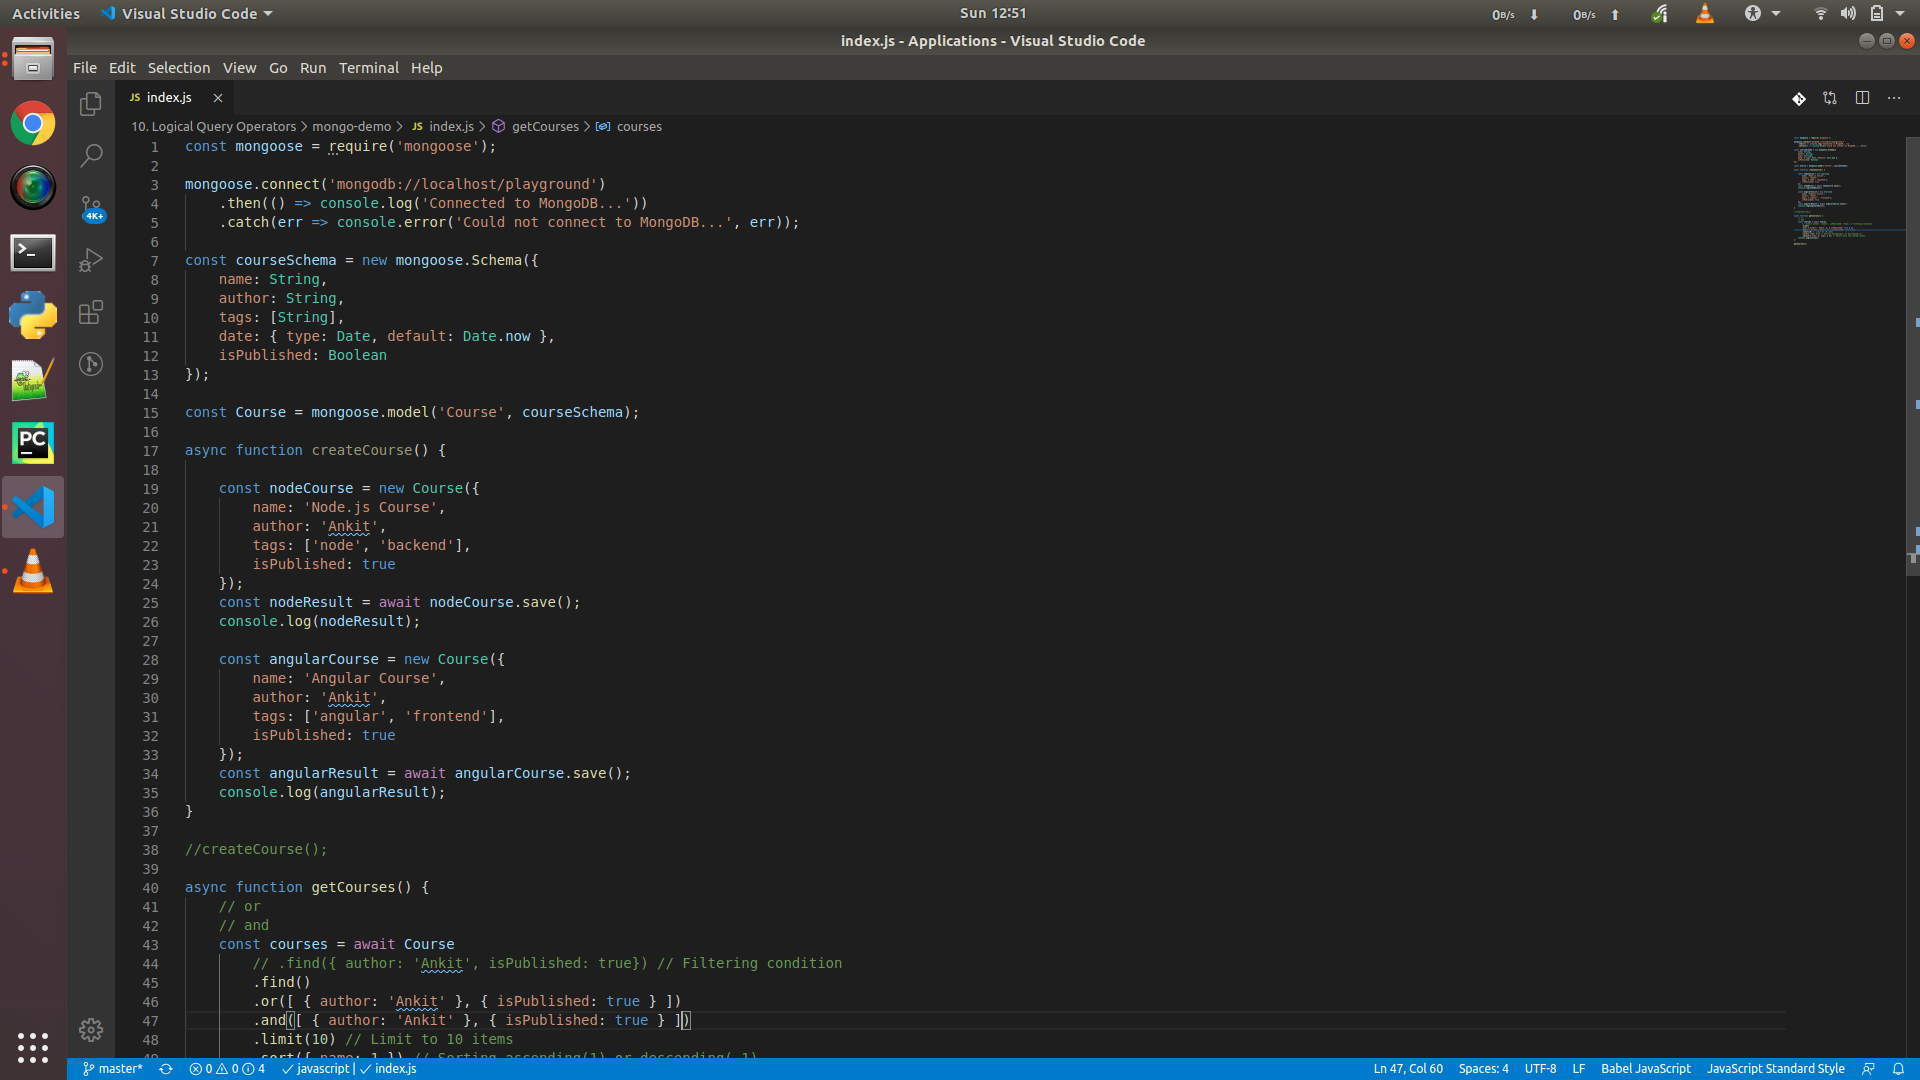 Activities Visual Studio Code Sun 12:51 0B/s 0B/s
index.js - Applications - Visual Studio Code
File Edit Selection View Go Run Terminal Help
JS index.js
10. Logical Query Operators > mongo-demo > JS index.js > getCourses > courses
1 const mongoose = require('mongoose');
2
3 mongoose.connect('mongodb://localhost/playground')
4 .then(() => console.log('Connected to MongoDB...'))
5 .catch(err => console.error('Could not connect to MongoDB...', err));
6
7 const courseSchema = new mongoose.Schema({
8 name: String,
9 author: String,
10 tags: [String],
11 date: { type: Date, default: Date.now },
12 isPublished: Boolean
13 });
14
15 const Course = mongoose.model('Course', courseSchema);
16
17 async function createCourse() {
18
19 const nodeCourse = new Course({
20 name: 'Node.js Course',
21 author: 'Ankit',
22 tags: ['node', 'backend'],
23 isPublished: true
24 });
25 const nodeResult = await nodeCourse.save();
26 console.log(nodeResult);
27
28 const angularCourse = new Course({
29 name: 'Angular Course',
30 author: 'Ankit',
31 tags: ['angular', 'frontend'],
32 isPublished: true
33 });
34 const angularResult = await angularCourse.save();
35 console.log(angularResult);
36 }
37
38 //createCourse();
39
40 async function getCourses() {
41 // or
42 // and
43 const courses = await Course
44 // .find({ author: 'Ankit', isPublished: true}) // Filtering condition
45 .find()
46 .or([ { author: 'Ankit' }, { isPublished: true } ])
47 .and([ { author: 'Ankit' }, { isPublished: true } ])
48 .limit(10) // Limit to 10 items
49 .sort({ name: 1 }) // Sorting ascending(1) or descending(-1)
4K+
>_
PC
master* 0 0 4 javascript | index.js Ln 47, Col 60 Spaces: 4 UTF-8 LF Babel JavaScript JavaScript Standard Style